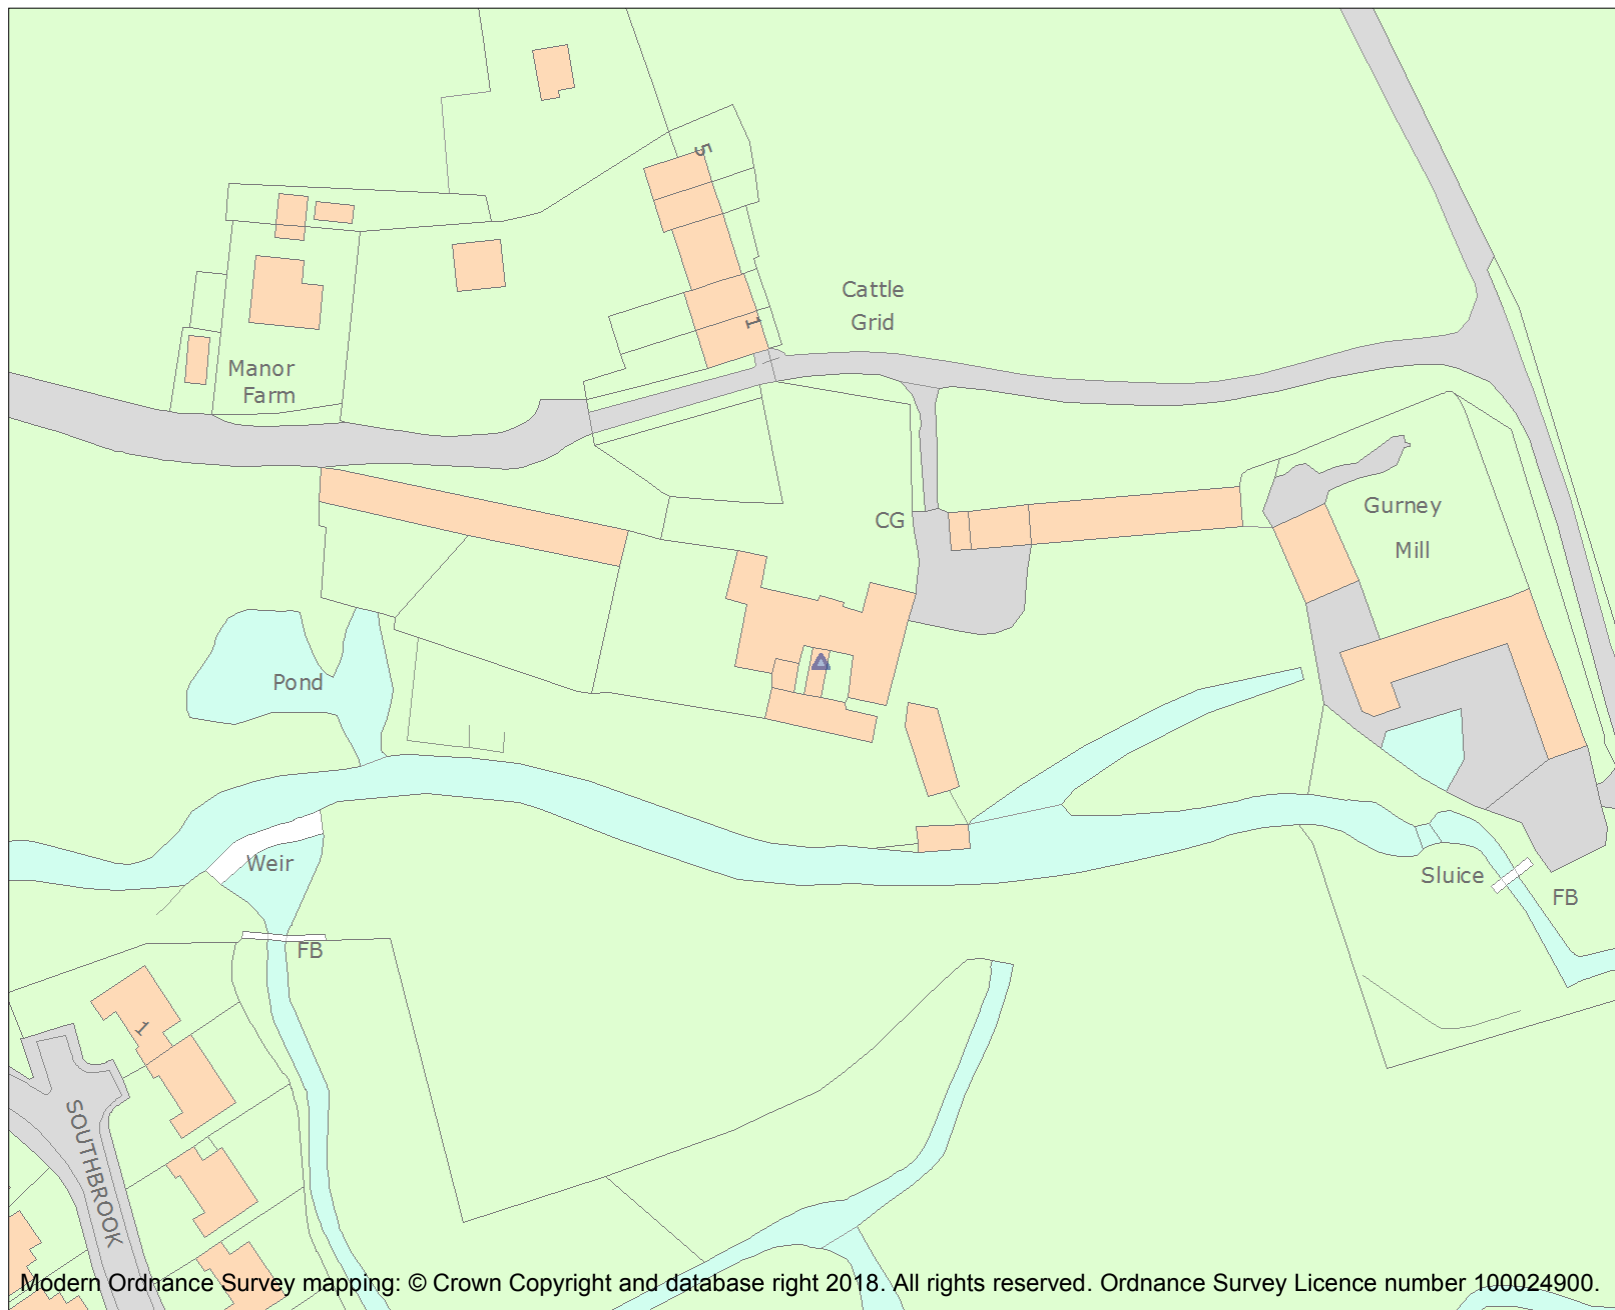 5
Cattle
Grid
1
Manor
Farm
Gurney
Mill
CG
Pond
Weir
Sluice
FB
FB
1
SOUTHBROOK
Modern Ordnance Survey mapping: © Crown Copyright and database right 2018. All rights reserved. Ordnance Survey Licence number 100024900.